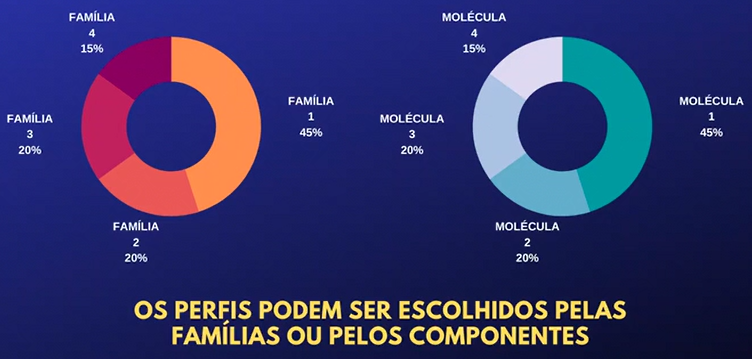 FAMÍLIA
4
15%
FAMÍLIA
1
45%
FAMÍLIA
3
20%
FAMÍLIA
2
20%
MOLÉCULA
4
15%
MOLÉCULA
1
45%
MOLÉCULA
3
20%
MOLÉCULA
2
20%
OS PERFIS PODEM SER ESCOLHIDOS PELAS
FAMÍLIAS OU PELOS COMPONENTES